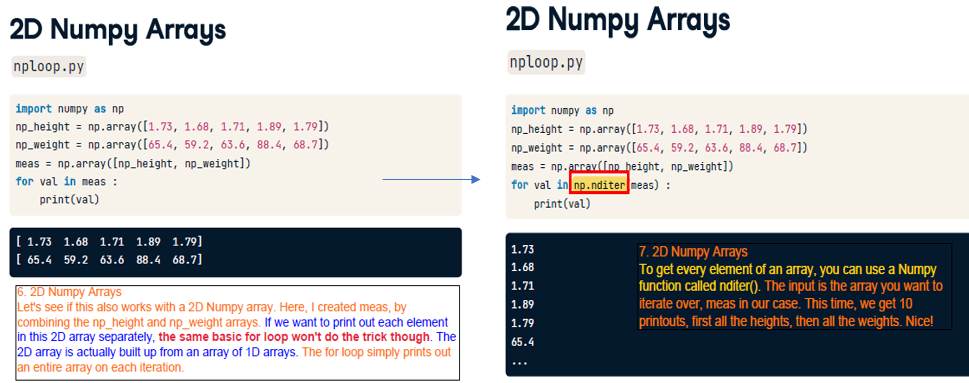 2D Numpy Arrays
nploop.py
import numpy as np
np_height = np.array([1.73, 1.68, 1.71, 1.89, 1.79])
np_weight = np.array([65.4, 59.2, 63.6, 88.4, 68.7])
meas = np.array([np_height, np_weight])
for val in meas :
    print(val)
[ 1.73  1.68  1.71  1.89  1.79]
[ 65.4  59.2  63.6  88.4  68.7]
6. 2D Numpy Arrays
Let's see if this also works with a 2D Numpy array. Here, I created meas, by
combining the np_height and np_weight arrays. If we want to print out each element
in this 2D array separately, the same basic for loop won't do the trick though. The
2D array is actually built up from an array of 1D arrays. The for loop simply prints out
an entire array on each iteration.
2D Numpy Arrays
nploop.py
import numpy as np
np_height = np.array([1.73, 1.68, 1.71, 1.89, 1.79])
np_weight = np.array([65.4, 59.2, 63.6, 88.4, 68.7])
meas = np.array([np_height, np_weight])
for val in np.nditer meas) :
    print(val)
1.73
1.68
1.71
1.89
1.79
65.4
...
7. 2D Numpy Arrays
To get every element of an array, you can use a Numpy
function called nditer(). The input is the array you want to
iterate over, meas in our case. This time, we get 10
printouts, first all the heights, then all the weights. Nice!